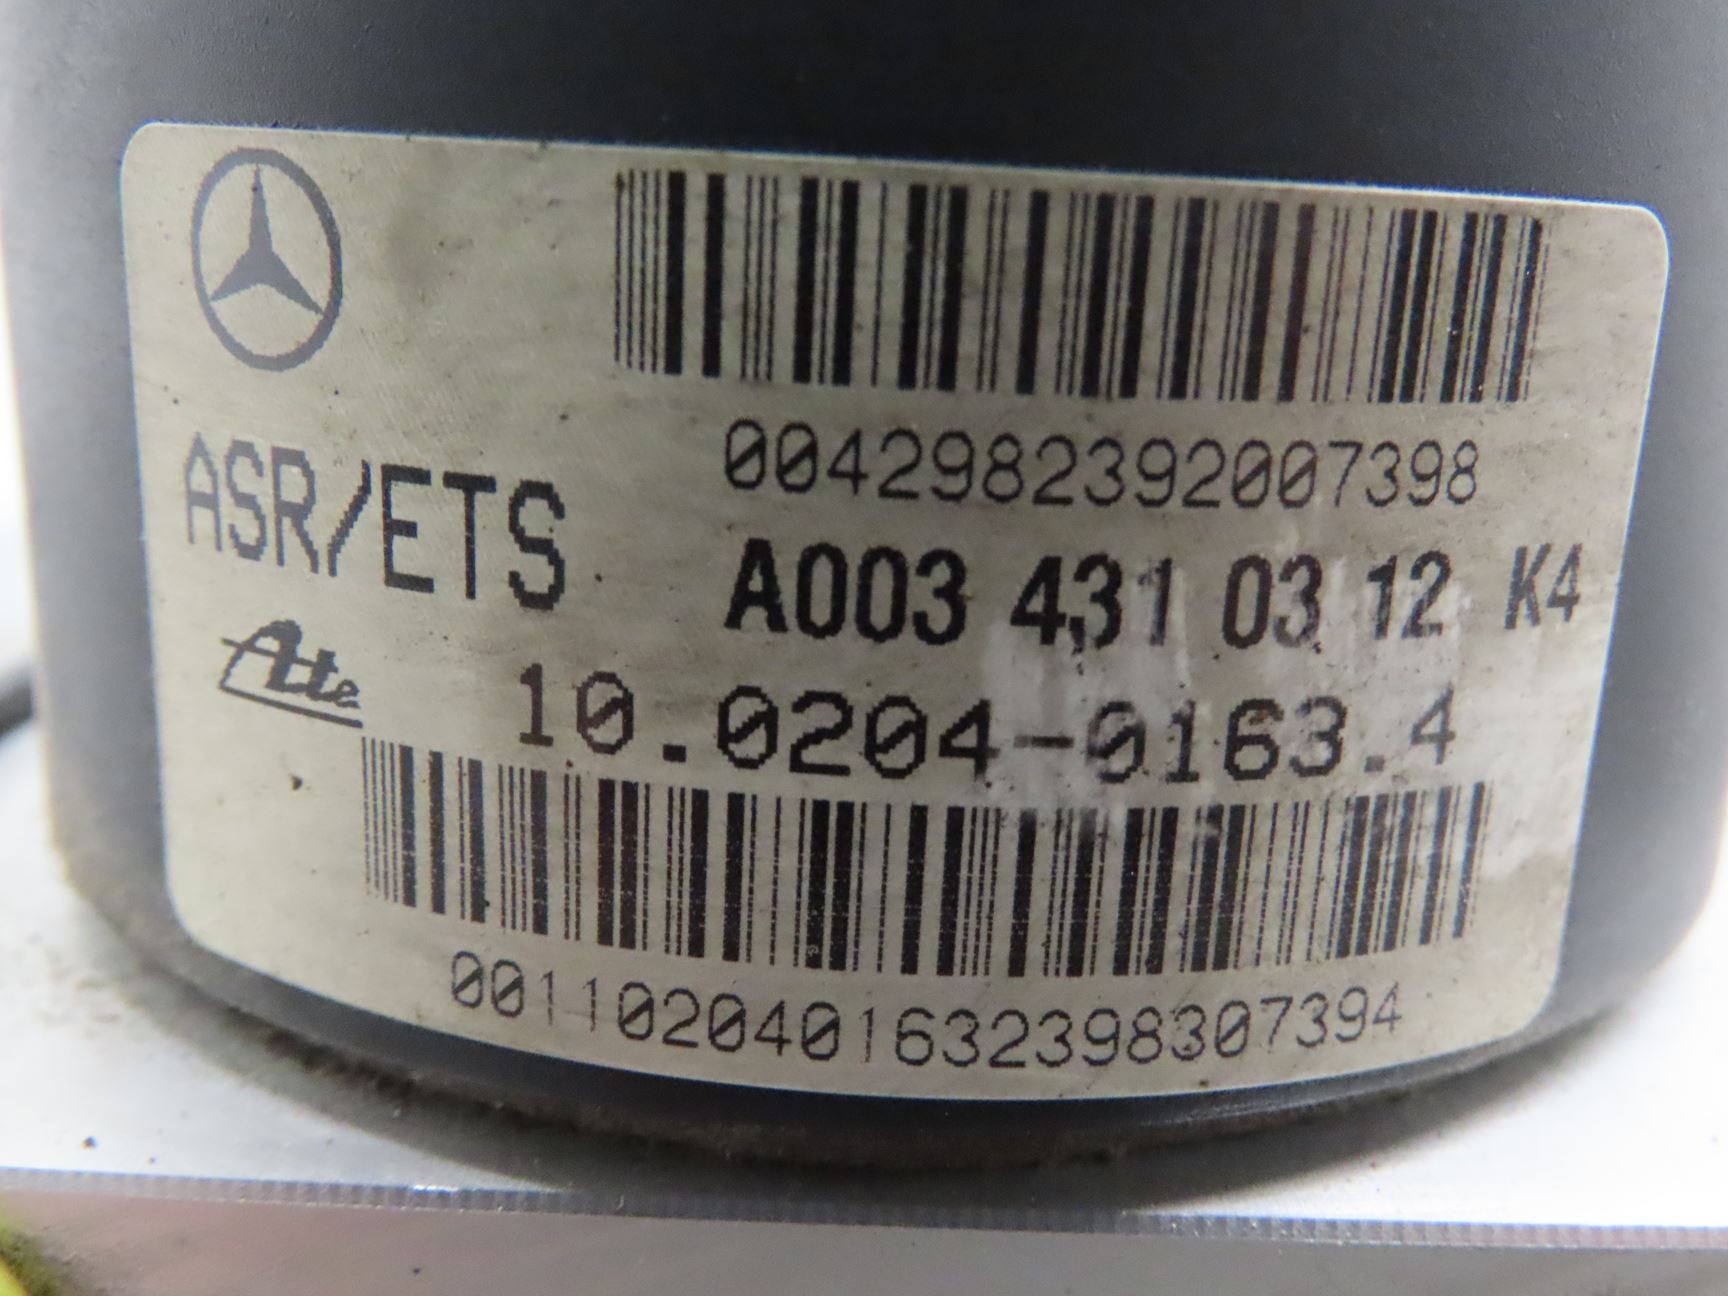 0042982392007398
ASR/ETS
A003 431 03 12 K4
Ate
10.0204-0163.4
0011020401632398307394